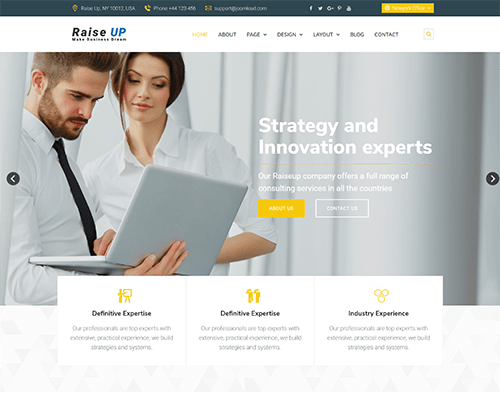 Raise Up, NY 10012, USA
Phone +44 123 456
support@joomlead.com
Network Office
Raise UP
Make Business Dream
HOME ABOUT PAGE DESIGN LAYOUT BLOG CONTACT
Strategy and
Innovation experts
Our Raiseup company offers a full range of
consulting services in all the countries
ABOUT US
CONTACT US
Definitive Expertise
Our professionals are top experts with
extensive, practical experience, we build
strategies and systems.
Definitive Expertise
Our professionals are top experts with
extensive, practical experience, we build
strategies and systems.
Industry Experience
Our professionals are top experts with
extensive, practical experience, we build
strategies and systems.